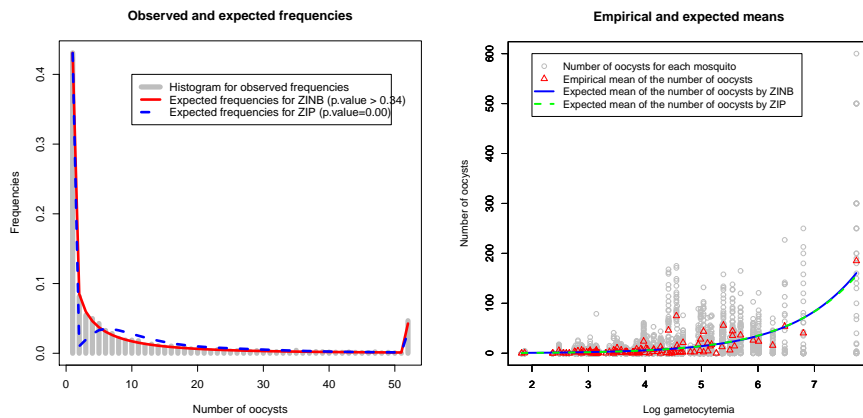 Observed and expected frequencies
Histogram for observed frequencies
Expected frequencies for ZINB (p.value > 0.34)
Expected frequencies for ZIP (p.value=0.00)
Frequencies
0.4
0.3
0.2
0.1
0.0
0 10 20 30 40 50
Number of oocysts
Empirical and expected means
Number of oocysts for each mosquito
Empirical mean of the number of oocysts
Expected mean of the number of oocysts by ZINB
Expected mean of the number of oocysts by ZIP
Number of oocysts
600
500
400
300
200
100
0
2 3 4 5 6 7
Log gametocytemia